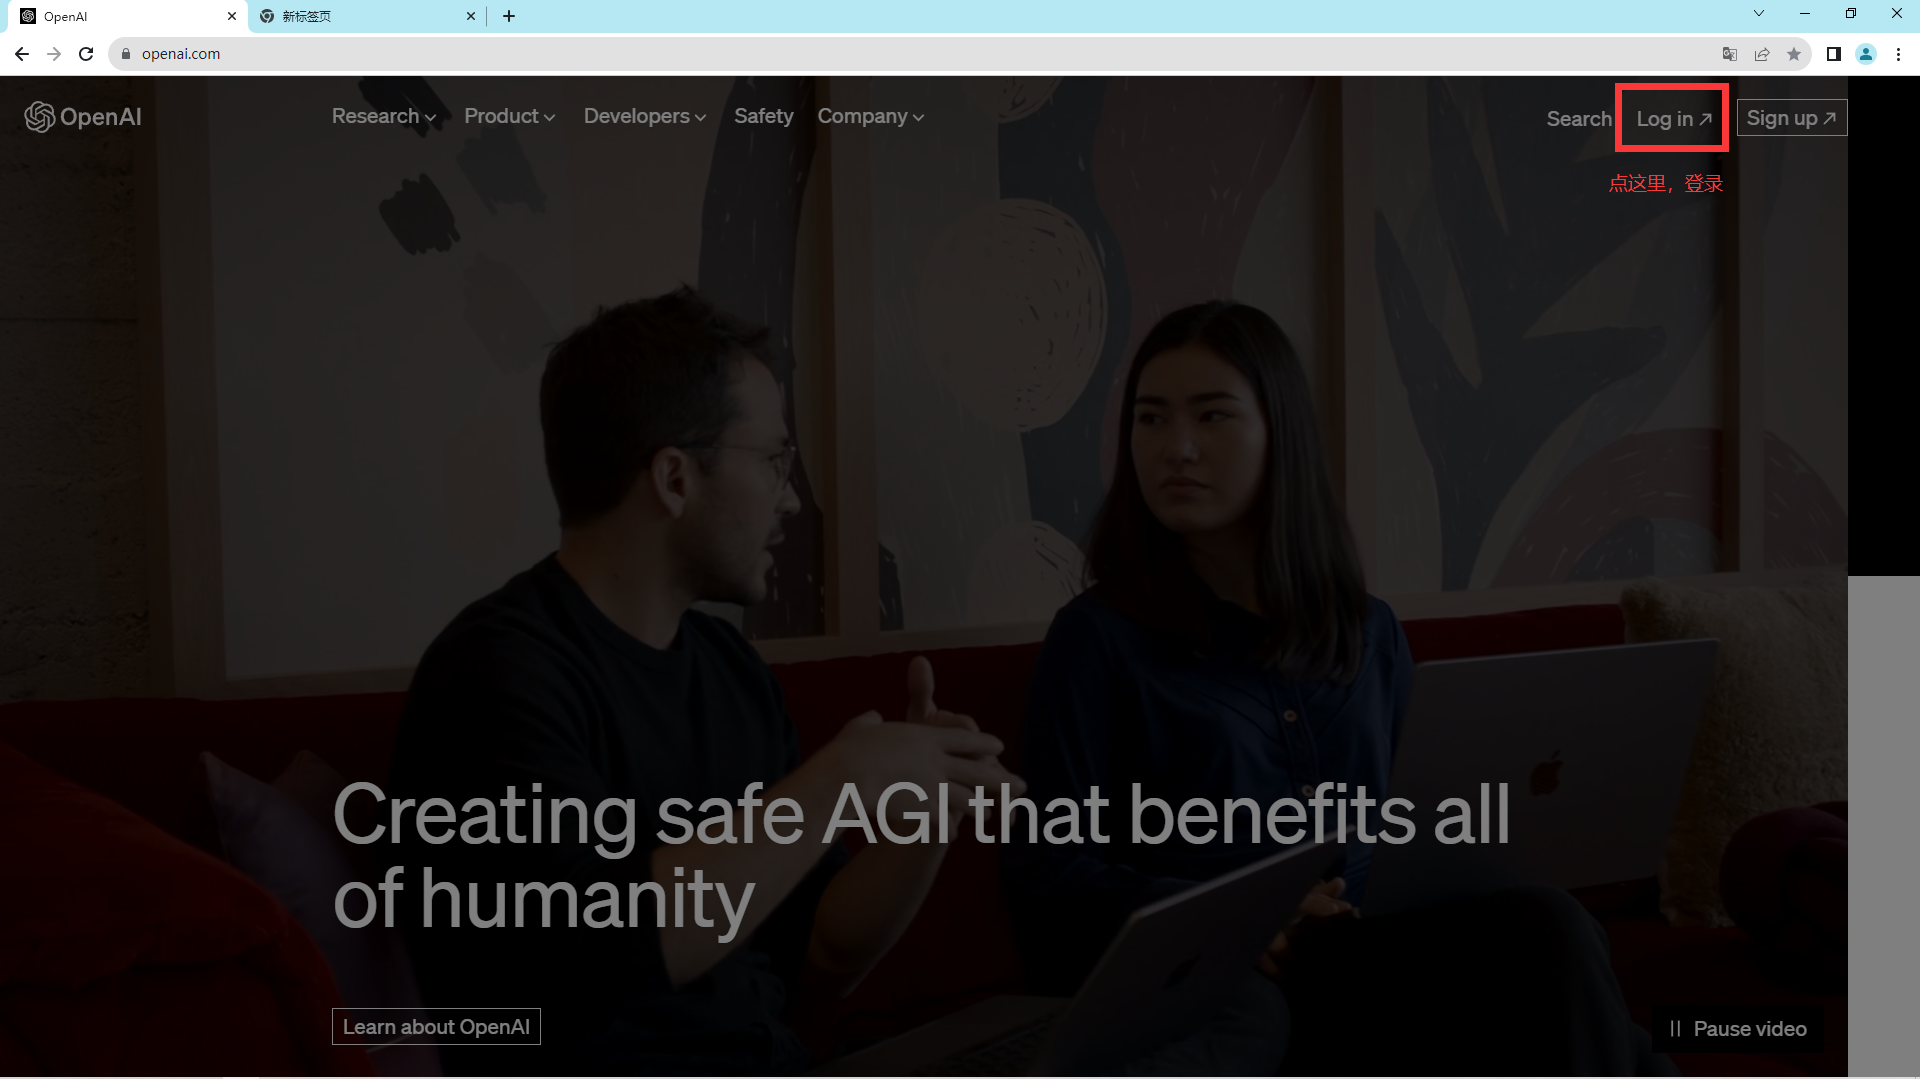 OpenAI
新标签页
openai.com
OpenAI
Research
Product
Developers
Safety
Company
Search
Log in ↗
Sign up ↗
点这里，登录
Creating safe AGI that benefits all
of humanity
Learn about OpenAI
Pause video